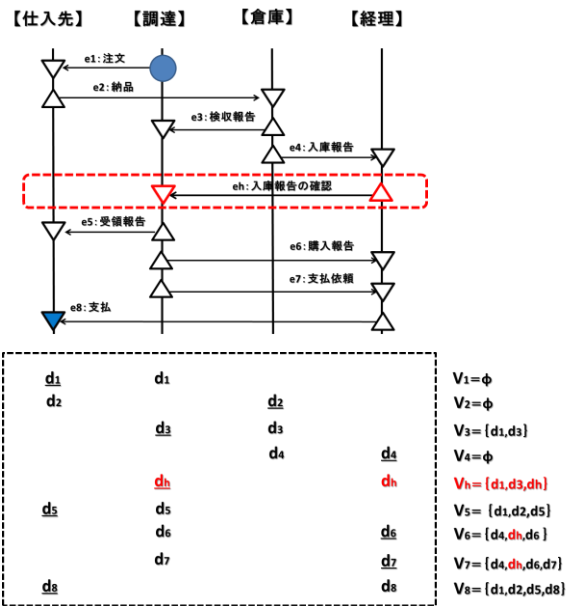 【仕入先】 【調達】 【倉庫】 【経理】
e1:注文
e2:納品
e3:検収報告
e4:入庫報告
eh:入庫報告の確認
e5:受領報告
e6:購入報告
e7:支払依頼
e8:支払
d1 d1 V1=ϕ
d2 d2 V2=ϕ
d3 d3 V3={d1,d3}
d4 d4 V4=ϕ
dh dh Vh={d1,d3,dh}
d5 d5 V5= {d1,d2,d5}
d6 d6 V6={d4,dh,d6}
d7 d7 V7={d4,dh,d6,d7}
d8 d8 V8={d1,d2,d5,d8}